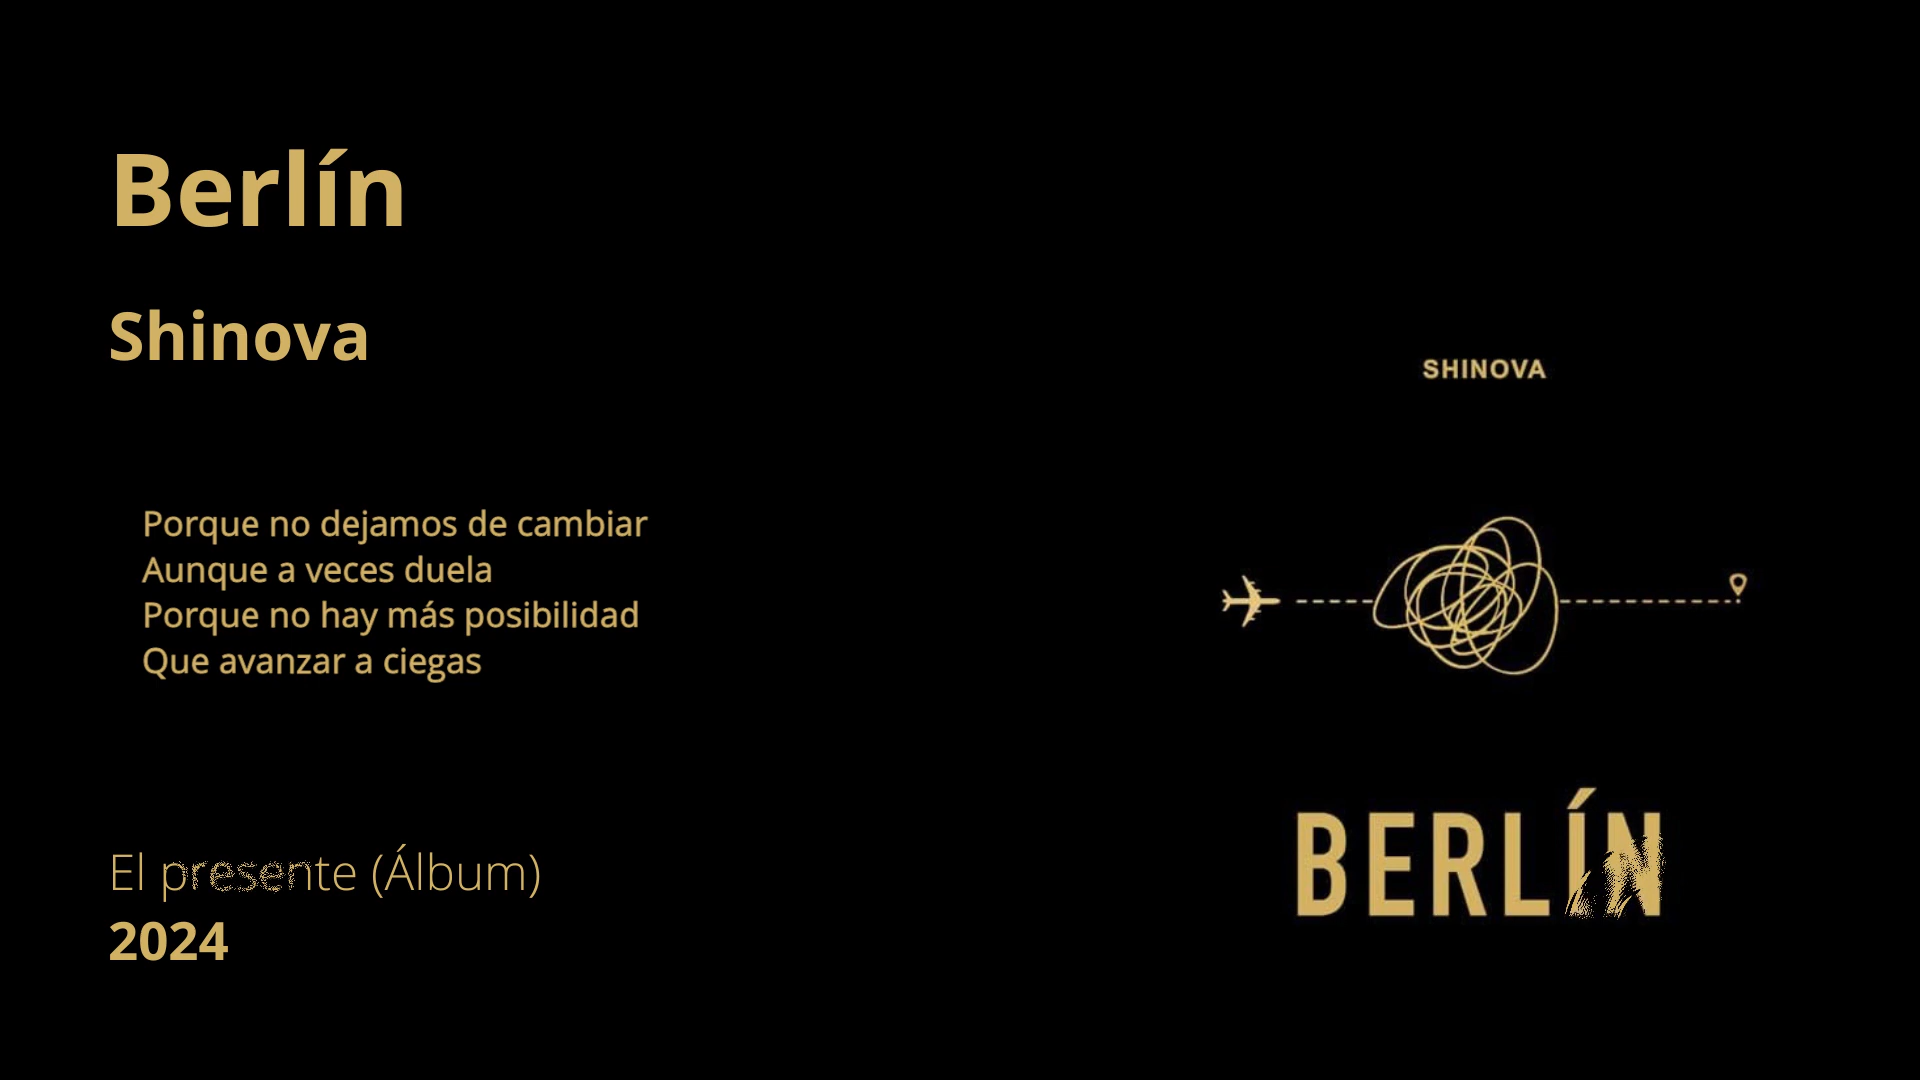 Berlín
Shinova
Porque no dejamos de cambiar
Aunque a veces duela
Porque no hay más posibilidad
Que avanzar a ciegas
El presente (Álbum)
2024
SHINOVA
BERLÍN